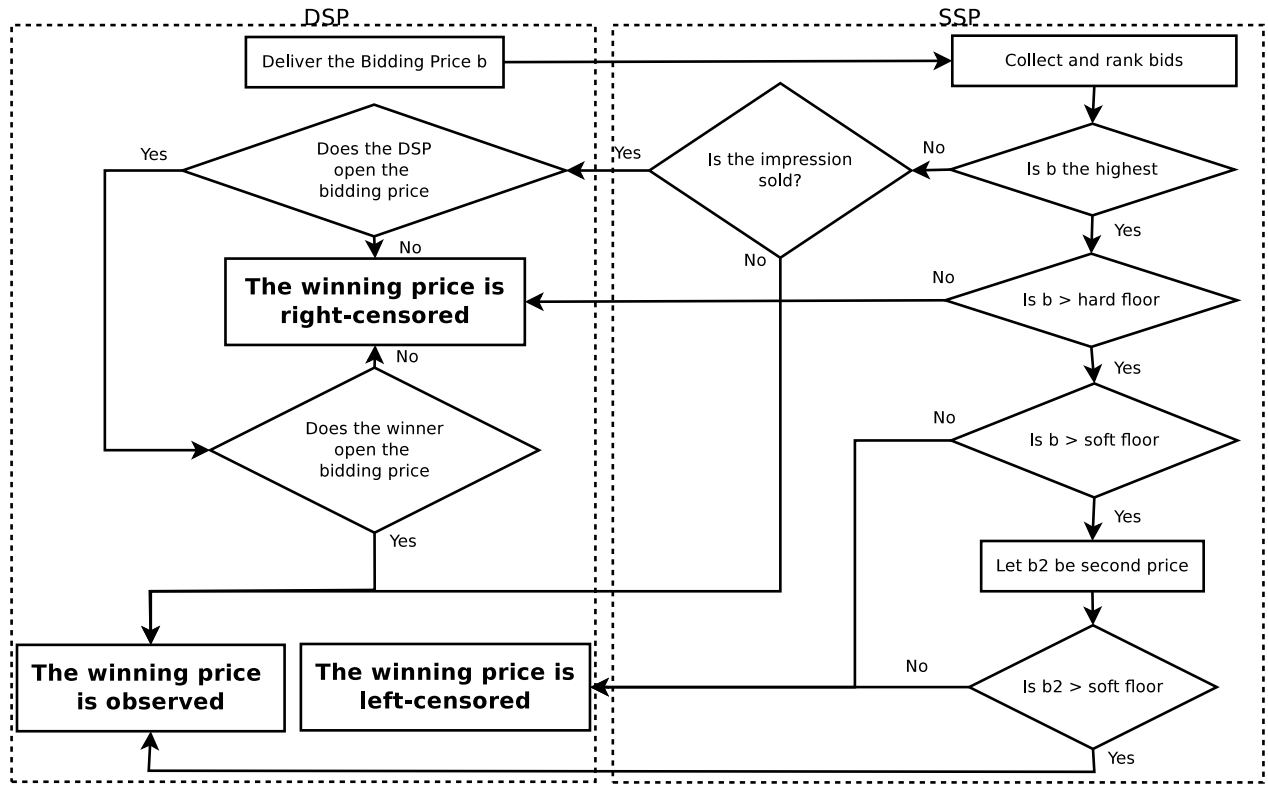 DSP
SSP
Deliver the Bidding Price b
Collect and rank bids
Does the DSP
open the
bidding price
Yes
No
Is the impression
sold?
Yes
No
Is b the highest
No
Yes
The winning price is
right-censored
Is b > hard floor
No
Yes
Does the winner
open the
bidding price
No
Yes
Is b > soft floor
No
Yes
Let b2 be second price
The winning price
is observed
The winning price is
left-censored
Is b2 > soft floor
No
Yes